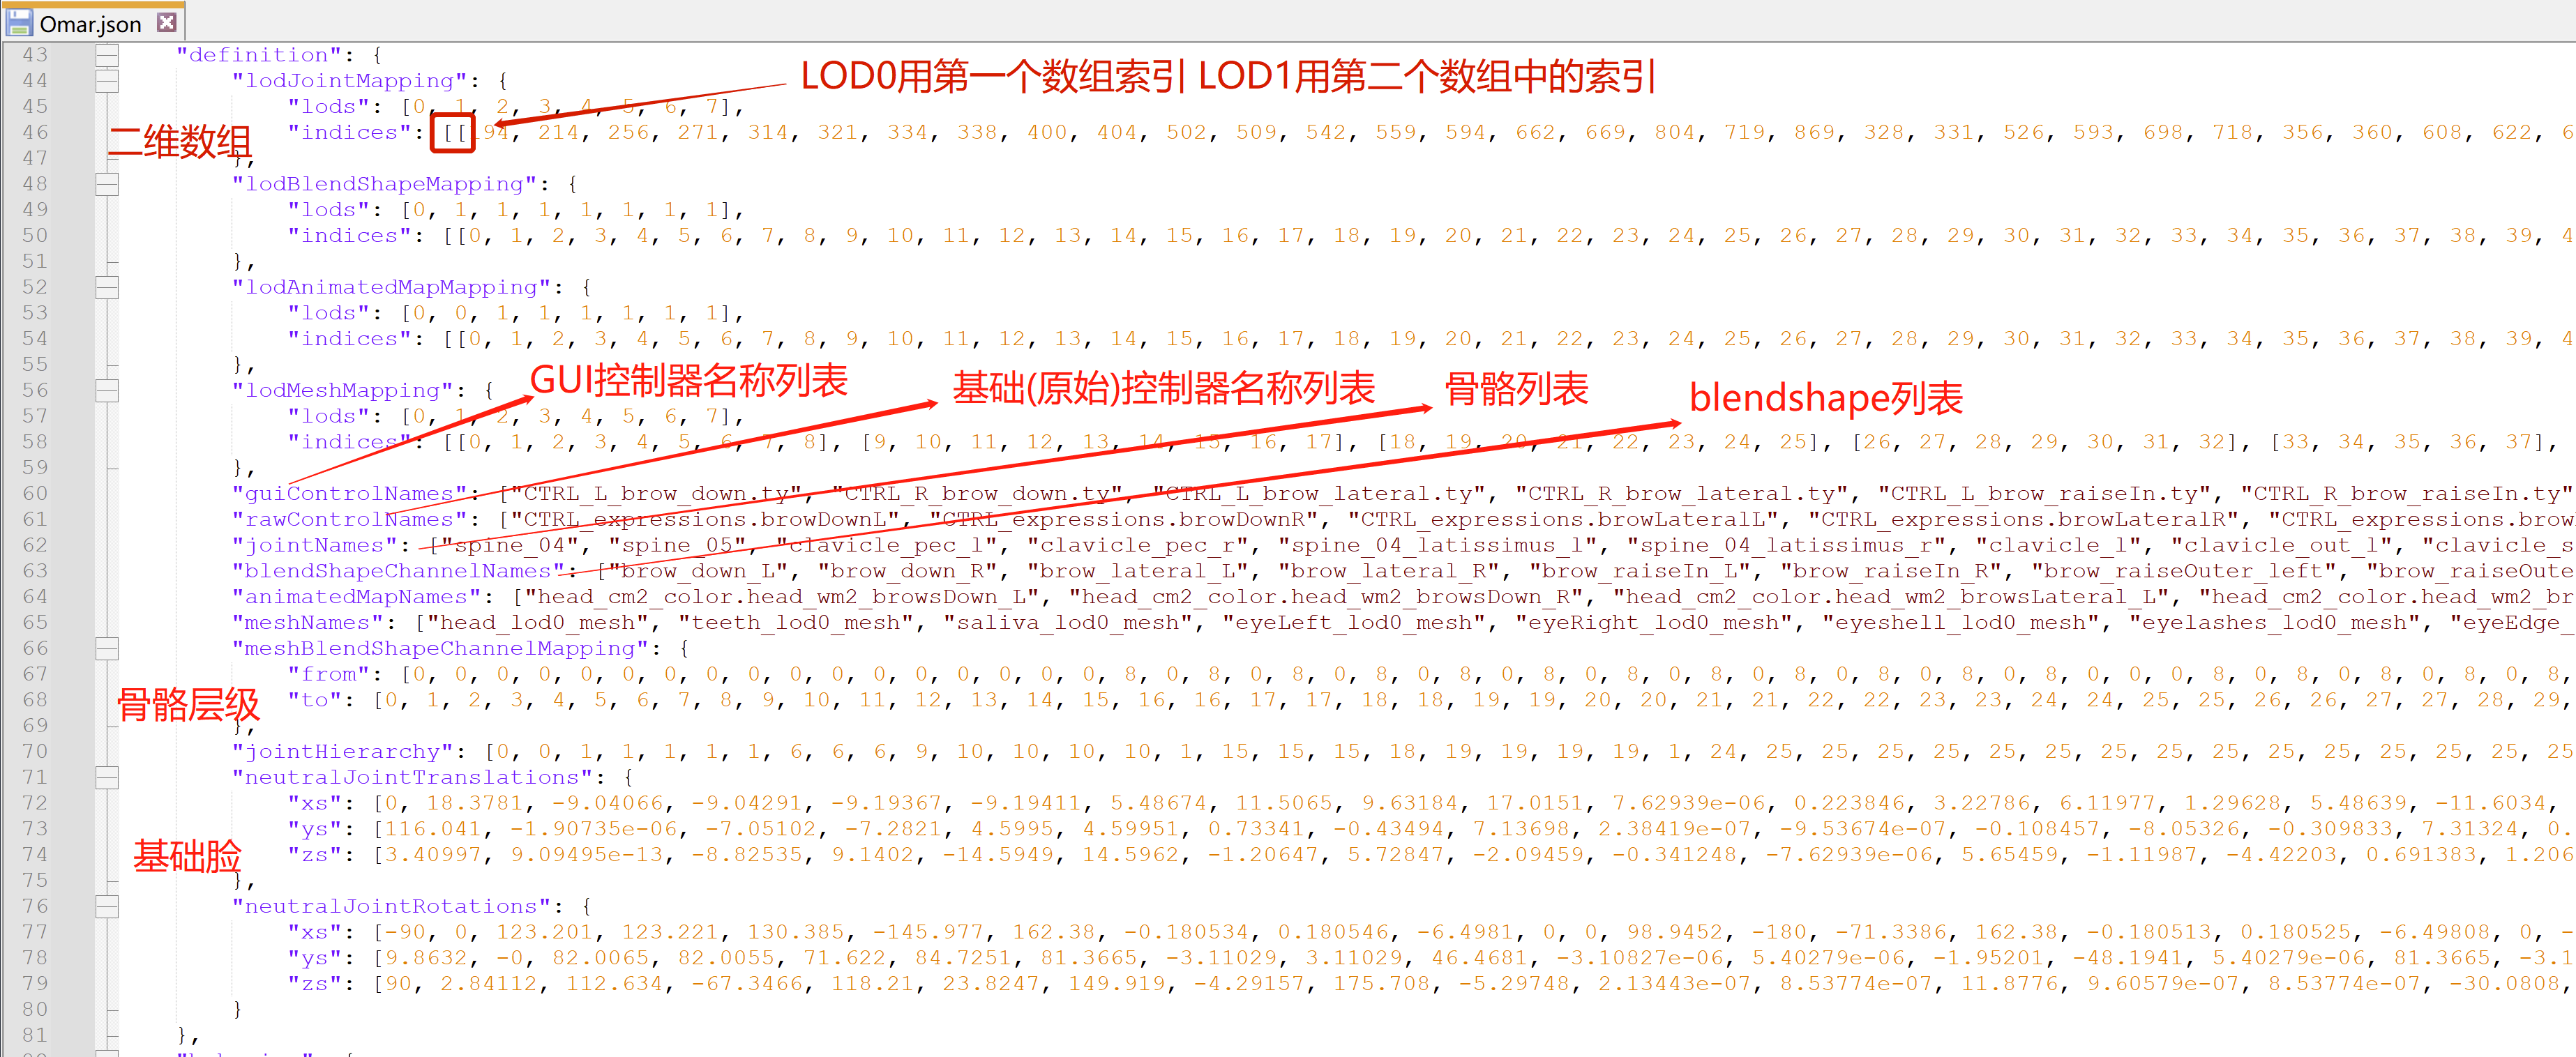 Omar.json
43 "definition": {
LOD0用第一个数组索引 LOD1用第二个数组中的索引
44 "lodJointMapping": {
45 "lods": [0, 1, 2, 3, 4, 5, 6, 7],
二维数组
46 "indices": [[194, 214, 256, 271, 314, 321, 334, 338, 400, 404, 502, 509, 542, 559, 594, 662, 669, 804, 719, 869, 328, 331, 526, 593, 698, 718, 356, 360, 608, 622, 6
47 },
48 "lodBlendShapeMapping": {
49 "lods": [0, 1, 1, 1, 1, 1, 1, 1],
50 "indices": [[0, 1, 2, 3, 4, 5, 6, 7, 8, 9, 10, 11, 12, 13, 14, 15, 16, 17, 18, 19, 20, 21, 22, 23, 24, 25, 26, 27, 28, 29, 30, 31, 32, 33, 34, 35, 36, 37, 38, 39, 4
51 },
52 "lodAnimatedMapMapping": {
53 "lods": [0, 0, 1, 1, 1, 1, 1, 1],
54 "indices": [[0, 1, 2, 3, 4, 5, 6, 7, 8, 9, 10, 11, 12, 13, 14, 15, 16, 17, 18, 19, 20, 21, 22, 23, 24, 25, 26, 27, 28, 29, 30, 31, 32, 33, 34, 35, 36, 37, 38, 39, 4
55 },
GUI控制器名称列表 基础(原始)控制器名称列表 骨骼列表 blendshape列表
56 "lodMeshMapping": {
57 "lods": [0, 1, 2, 3, 4, 5, 6, 7],
58 "indices": [[0, 1, 2, 3, 4, 5, 6, 7, 8], [9, 10, 11, 12, 13, 14, 15, 16, 17], [18, 19, 20, 21, 22, 23, 24, 25], [26, 27, 28, 29, 30, 31, 32], [33, 34, 35, 36, 37],
59 },
60 "guiControlNames": ["CTRL_L_brow_down.ty", "CTRL_R_brow_down.ty", "CTRL_L_brow_lateral.ty", "CTRL_R_brow_lateral.ty", "CTRL_L_brow_raiseIn.ty", "CTRL_R_brow_raiseIn.ty"
61 "rawControlNames": ["CTRL_expressions.browDownL", "CTRL_expressions.browDownR", "CTRL_expressions.browLateralL", "CTRL_expressions.browLateralR", "CTRL_expressions.brow
62 "jointNames": ["spine_04", "spine_05", "clavicle_pec_l", "clavicle_pec_r", "spine_04_latissimus_l", "spine_04_latissimus_r", "clavicle_l", "clavicle_out_l", "clavicle_s
63 "blendShapeChannelNames": ["brow_down_L", "brow_down_R", "brow_lateral_L", "brow_lateral_R", "brow_raiseIn_L", "brow_raiseIn_R", "brow_raiseOuter_left", "brow_raiseOute
64 "animatedMapNames": ["head_cm2_color.head_wm2_browsDown_L", "head_cm2_color.head_wm2_browsDown_R", "head_cm2_color.head_wm2_browsLateral_L", "head_cm2_color.head_wm2_br
65 "meshNames": ["head_lod0_mesh", "teeth_lod0_mesh", "saliva_lod0_mesh", "eyeLeft_lod0_mesh", "eyeRight_lod0_mesh", "eyeshell_lod0_mesh", "eyelashes_lod0_mesh", "eyeEdge_
66 "meshBlendShapeChannelMapping": {
67 "from": [0, 0, 0, 0, 0, 0, 0, 0, 0, 0, 0, 0, 0, 0, 0, 0, 0, 8, 0, 8, 0, 8, 0, 8, 0, 8, 0, 8, 0, 8, 0, 8, 0, 8, 0, 8, 0, 8, 0, 0, 0, 8, 0, 8, 0, 8, 0, 8, 0, 8,
骨骼层级
68 "to": [0, 1, 2, 3, 4, 5, 6, 7, 8, 9, 10, 11, 12, 13, 14, 15, 16, 16, 17, 17, 18, 18, 19, 19, 20, 20, 21, 21, 22, 22, 23, 23, 24, 24, 25, 25, 26, 26, 27, 27, 28, 29,
69 },
70 "jointHierarchy": [0, 0, 1, 1, 1, 1, 1, 6, 6, 6, 9, 10, 10, 10, 10, 1, 15, 15, 15, 18, 19, 19, 19, 19, 1, 24, 25, 25, 25, 25, 25, 25, 25, 25, 25, 25, 25, 25, 25, 25
71 "neutralJointTranslations": {
72 "xs": [0, 18.3781, -9.04066, -9.04291, -9.19367, -9.19411, 5.48674, 11.5065, 9.63184, 17.0151, 7.62939e-06, 0.223846, 3.22786, 6.11977, 1.29628, 5.48639, -11.6034,
73 "ys": [116.041, -1.90735e-06, -7.05102, -7.2821, 4.5995, 4.59951, 0.73341, -0.43494, 7.13698, 2.38419e-07, -9.53674e-07, -0.108457, -8.05326, -0.309833, 7.31324, 0.
基础脸
74 "zs": [3.40997, 9.09495e-13, -8.82535, 9.1402, -14.5949, 14.5962, -1.20647, 5.72847, -2.09459, -0.341248, -7.62939e-06, 5.65459, -1.11987, -4.42203, 0.691383, 1.206
75 },
76 "neutralJointRotations": {
77 "xs": [-90, 0, 123.201, 123.221, 130.385, -145.977, 162.38, -0.180534, 0.180546, -6.4981, 0, 0, 98.9452, -180, -71.3386, 162.38, -0.180513, 0.180525, -6.49808, 0, -
78 "ys": [9.8632, -0, 82.0065, 82.0055, 71.622, 84.7251, 81.3665, -3.11029, 3.11029, 46.4681, -3.10827e-06, 5.40279e-06, -1.95201, -48.1941, 5.40279e-06, 81.3665, -3.1
79 "zs": [90, 2.84112, 112.634, -67.3466, 118.21, 23.8247, 149.919, -4.29157, 175.708, -5.29748, 2.13443e-07, 8.53774e-07, 11.8776, 9.60579e-07, 8.53774e-07, -30.0808,
80 }
81 },